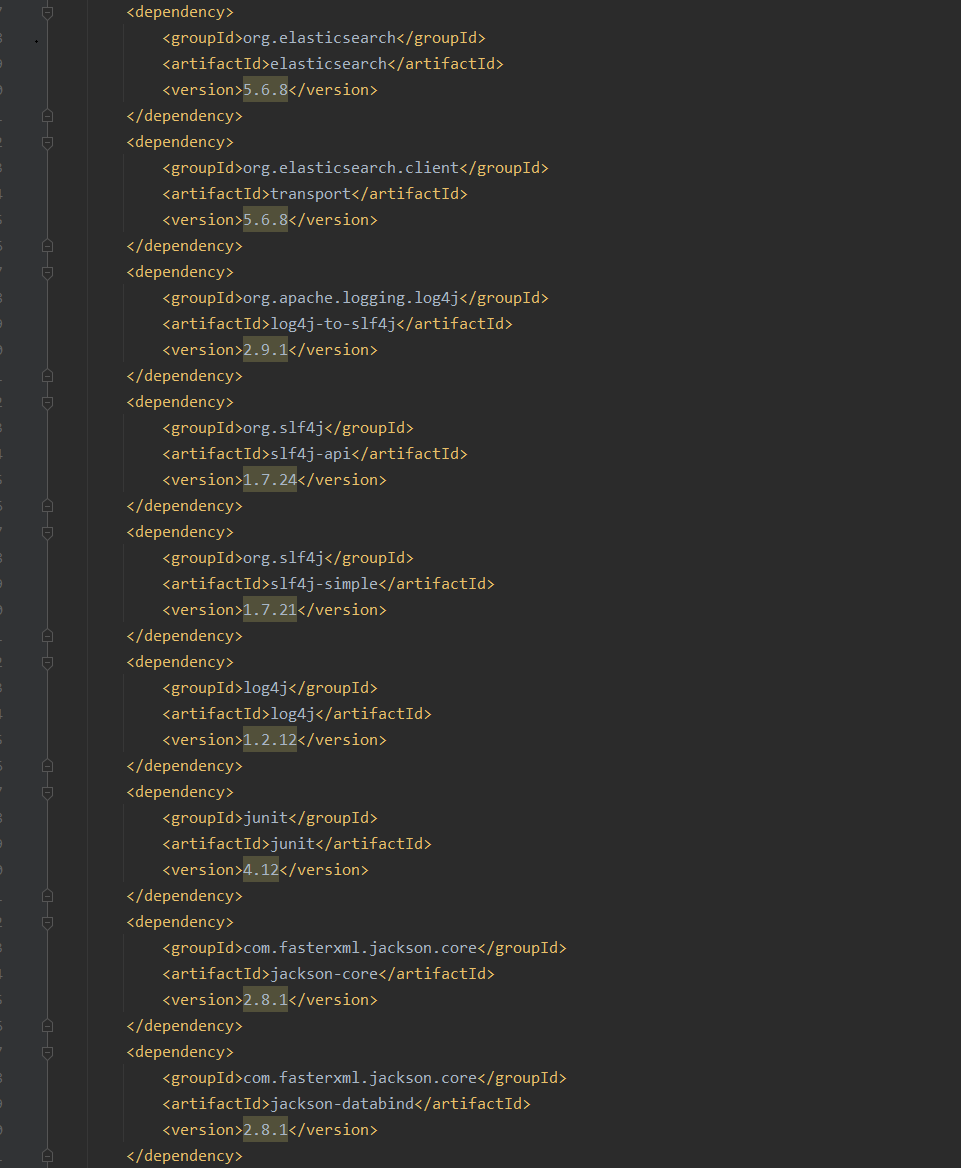 <dependency>
<groupId>org.elasticsearch</groupId>
<artifactId>elasticsearch</artifactId>
<version>5.6.8</version>
</dependency>
<dependency>
<groupId>org.elasticsearch.client</groupId>
<artifactId>transport</artifactId>
<version>5.6.8</version>
</dependency>
<dependency>
<groupId>org.apache.logging.log4j</groupId>
<artifactId>log4j-to-slf4j</artifactId>
<version>2.9.1</version>
</dependency>
<dependency>
<groupId>org.slf4j</groupId>
<artifactId>slf4j-api</artifactId>
<version>1.7.24</version>
</dependency>
<dependency>
<groupId>org.slf4j</groupId>
<artifactId>slf4j-simple</artifactId>
<version>1.7.21</version>
</dependency>
<dependency>
<groupId>log4j</groupId>
<artifactId>log4j</artifactId>
<version>1.2.12</version>
</dependency>
<dependency>
<groupId>junit</groupId>
<artifactId>junit</artifactId>
<version>4.12</version>
</dependency>
<dependency>
<groupId>com.fasterxml.jackson.core</groupId>
<artifactId>jackson-core</artifactId>
<version>2.8.1</version>
</dependency>
<dependency>
<groupId>com.fasterxml.jackson.core</groupId>
<artifactId>jackson-databind</artifactId>
<version>2.8.1</version>
</dependency>